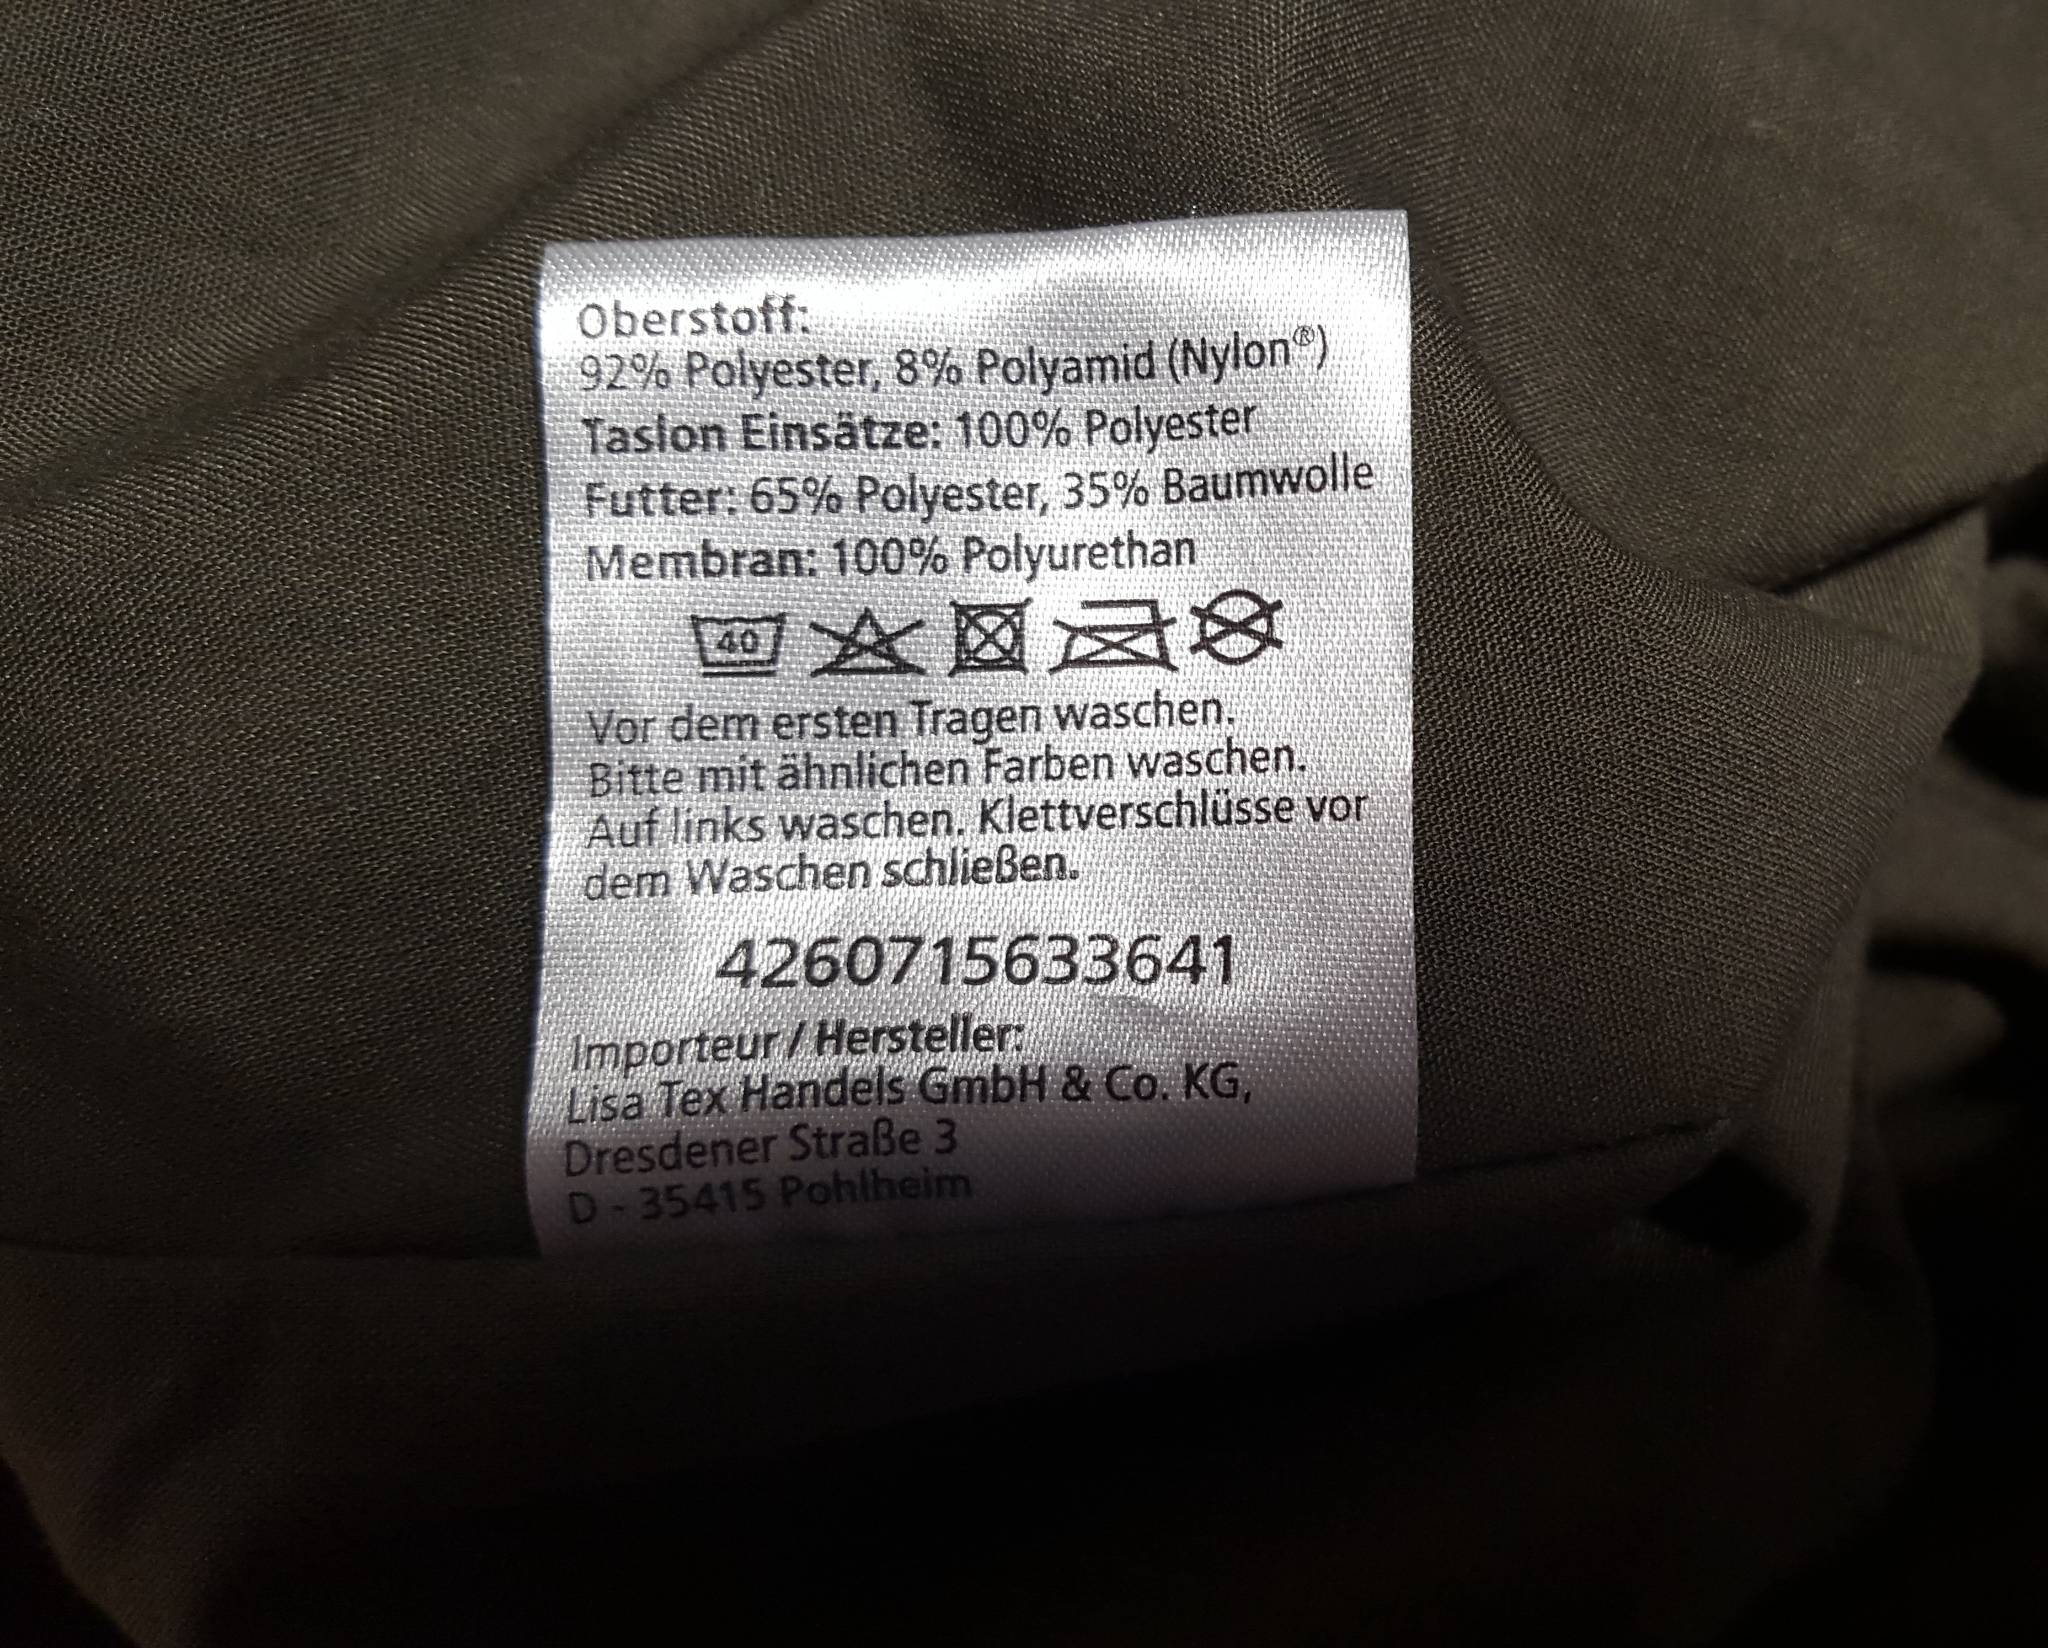 Oberstoff:
92% Polyester, 8% Polyamid (Nylon®)
Taslon Einsätze: 100% Polyester
Futter: 65% Polyester, 35% Baumwolle
Membran: 100% Polyurethan
40
Vor dem ersten Tragen waschen.
Bitte mit ähnlichen Farben waschen.
Auf links waschen. Klettverschlüsse vor
dem Waschen schließen.
4260715633641
Importeur / Hersteller:
Lisa Tex Handels GmbH & Co. KG,
Dresdener Straße 3
D - 35415 Pohlheim